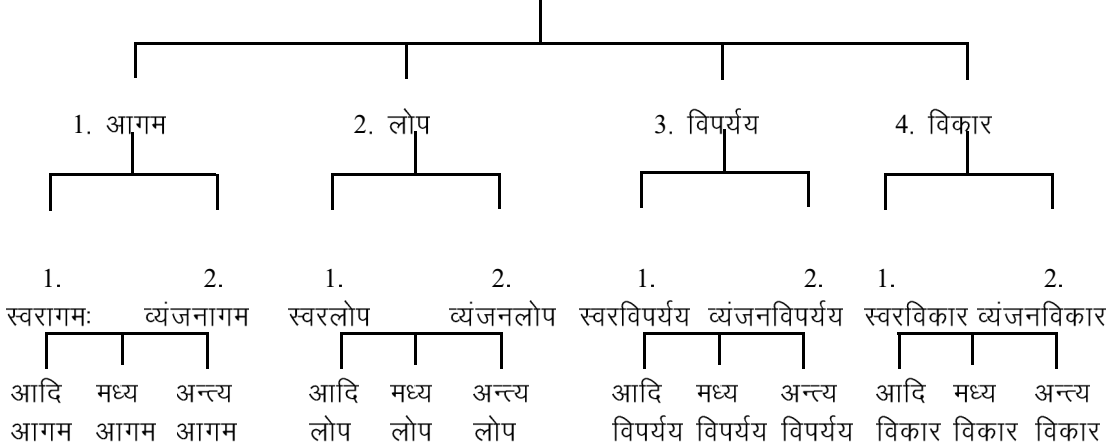 1. आगम 2. लोप 3. विपर्यय 4. विकार
1. 2. 1. 2. 1. 2. 1. 2.
स्वरागमः व्यंजनागम स्वरलोप व्यंजनलोप स्वरविपर्यय व्यंजनविपर्यय स्वरविकार व्यंजनविकार
आदि मध्य अन्त्य आदि मध्य अन्त्य आदि मध्य अन्त्य आदि मध्य अन्त्य
आगम आगम आगम लोप लोप लोप विपर्यय विपर्यय विपर्यय विकार विकार विकार